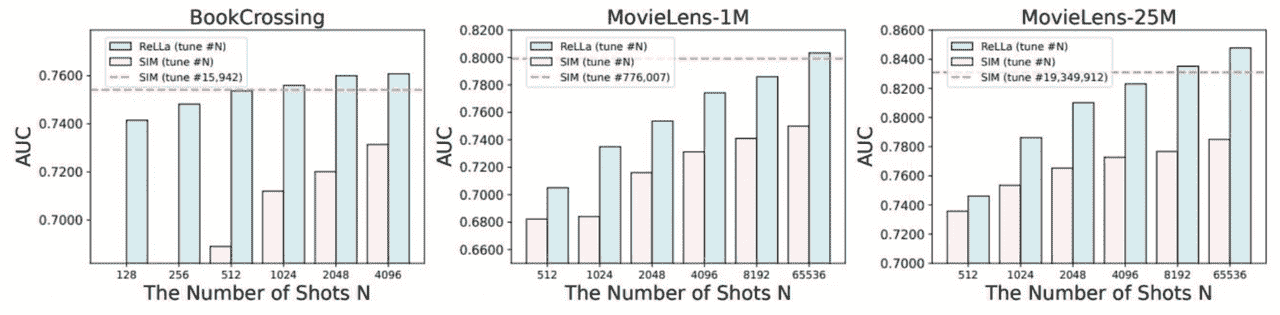 BookCrossing
ReLLa (tune #N)
SIM (tune #N)
SIM (tune #15,942)
0.7600
0.7400
0.7200
0.7000
AUC
128 256 512 1024 2048 4096
The Number of Shots N
MovieLens-1M
ReLLa (tune #N)
SIM (tune #N)
SIM (tune #776,007)
0.8200
0.8000
0.7800
0.7600
0.7400
0.7200
0.7000
0.6800
0.6600
AUC
512 1024 2048 4096 8192 65536
The Number of Shots N
MovieLens-25M
ReLLa (tune #N)
SIM (tune #N)
SIM (tune #19,349,912)
0.8600
0.8400
0.8200
0.8000
0.7800
0.7600
0.7400
0.7200
0.7000
AUC
512 1024 2048 4096 8192 65536
The Number of Shots N